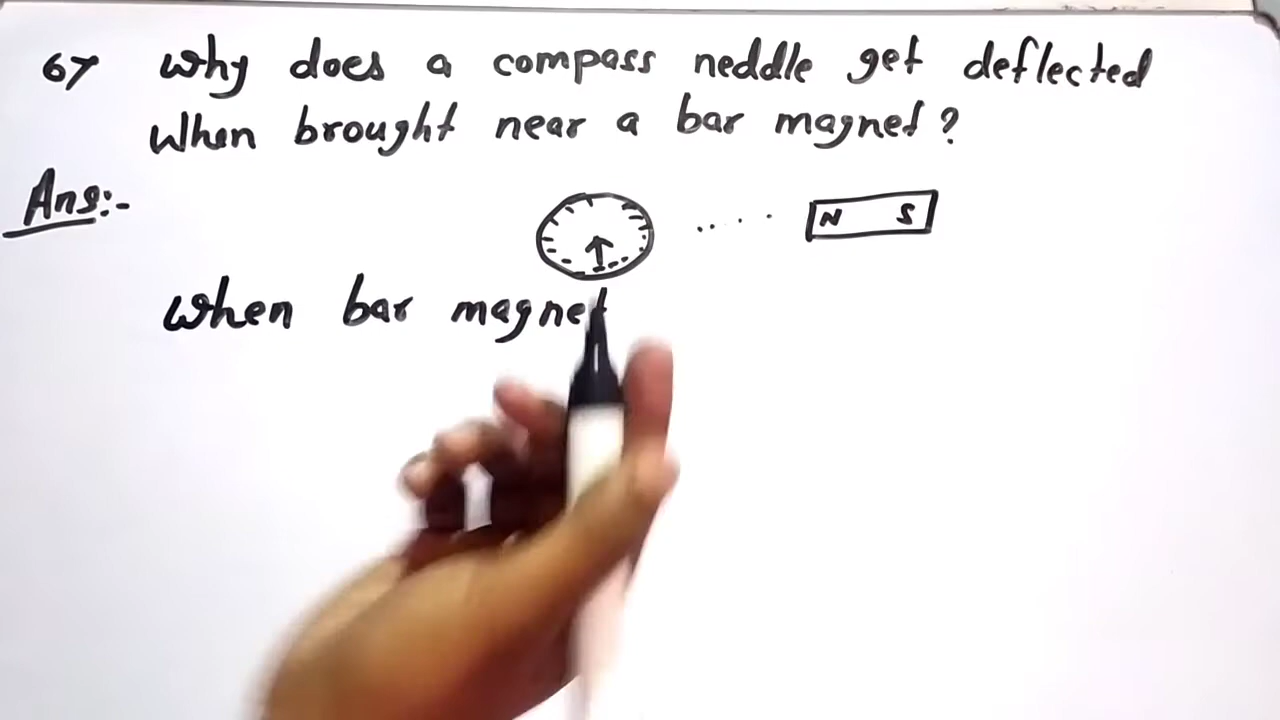 67 why does a compass neddle get deflected
When brought near a bar magnet?
Ans:-
N S
when bar magnet